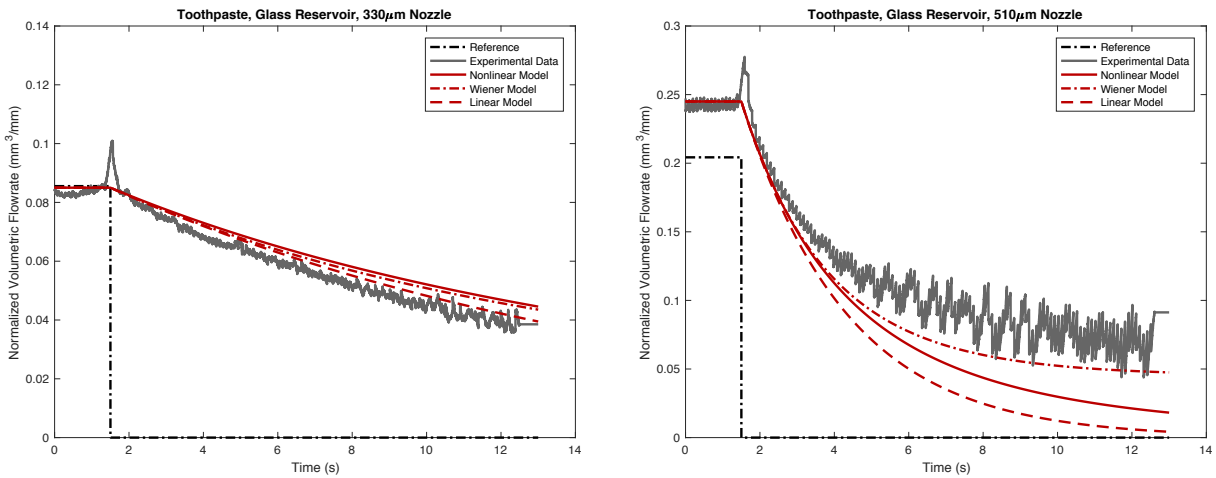 Toothpaste, Glass Reservoir, 330μm Nozzle
Normalized Volumetric Flowrate (mm³/mm)
0.14
0.12
0.1
0.08
0.06
0.04
0.02
0
Reference
Experimental Data
Nonlinear Model
Wiener Model
Linear Model
0 2 4 6 8 10 12 14
Time (s)
Toothpaste, Glass Reservoir, 510μm Nozzle
Normalized Volumetric Flowrate (mm³/mm)
0.3
0.25
0.2
0.15
0.1
0.05
0
Reference
Experimental Data
Nonlinear Model
Wiener Model
Linear Model
0 2 4 6 8 10 12 14
Time (s)